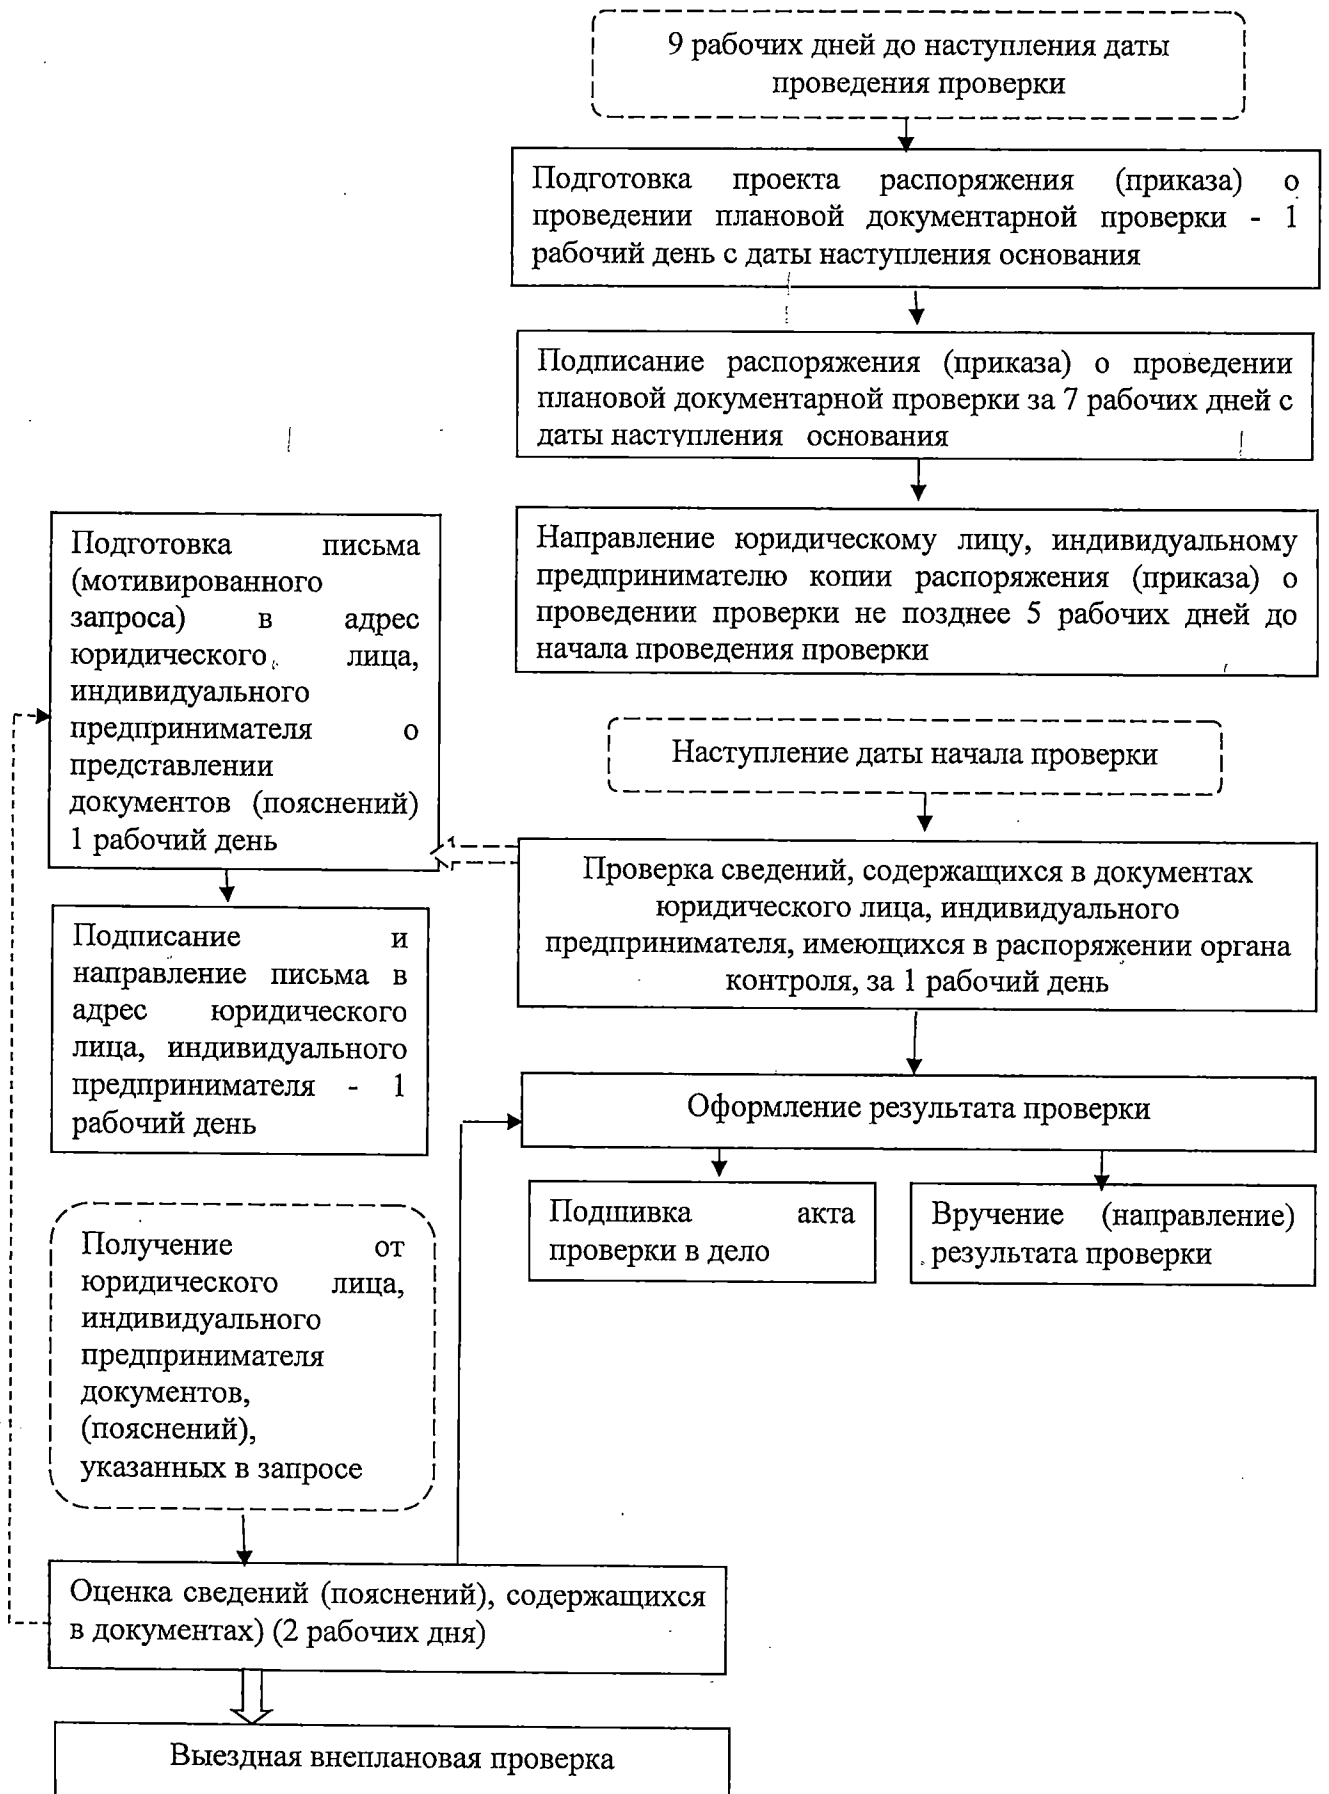 9 рабочих дней до наступления даты
проведения проверки
Подготовка проекта распоряжения (приказа) о
проведении плановой документарной проверки - 1
рабочий день с даты наступления основания
Подписание распоряжения (приказа) о проведении
плановой документарной проверки за 7 рабочих дней с
даты наступления основания
Направление юридическому лицу, индивидуальному
предпринимателю копии распоряжения (приказа) о
проведении проверки не позднее 5 рабочих дней до
начала проведения проверки
Наступление даты начала проверки
Проверка сведений, содержащихся в документах
юридического лица, индивидуального
предпринимателя, имеющихся в распоряжении органа
контроля, за 1 рабочий день
Подготовка письма
(мотивированного
запроса) в адрес
юридического лица,
индивидуального
предпринимателя о
представлении
документов (пояснений)
1 рабочий день
Подписание и
направление письма в
адрес юридического
лица, индивидуального
предпринимателя - 1
рабочий день
Оформление результата проверки
Подшивка акта
проверки в дело
Вручение (направление)
результата проверки
Получение от
юридического лица,
индивидуального
предпринимателя
документов,
(пояснений),
указанных в запросе
Оценка сведений (пояснений), содержащихся
в документах) (2 рабочих дня)
Выездная внеплановая проверка